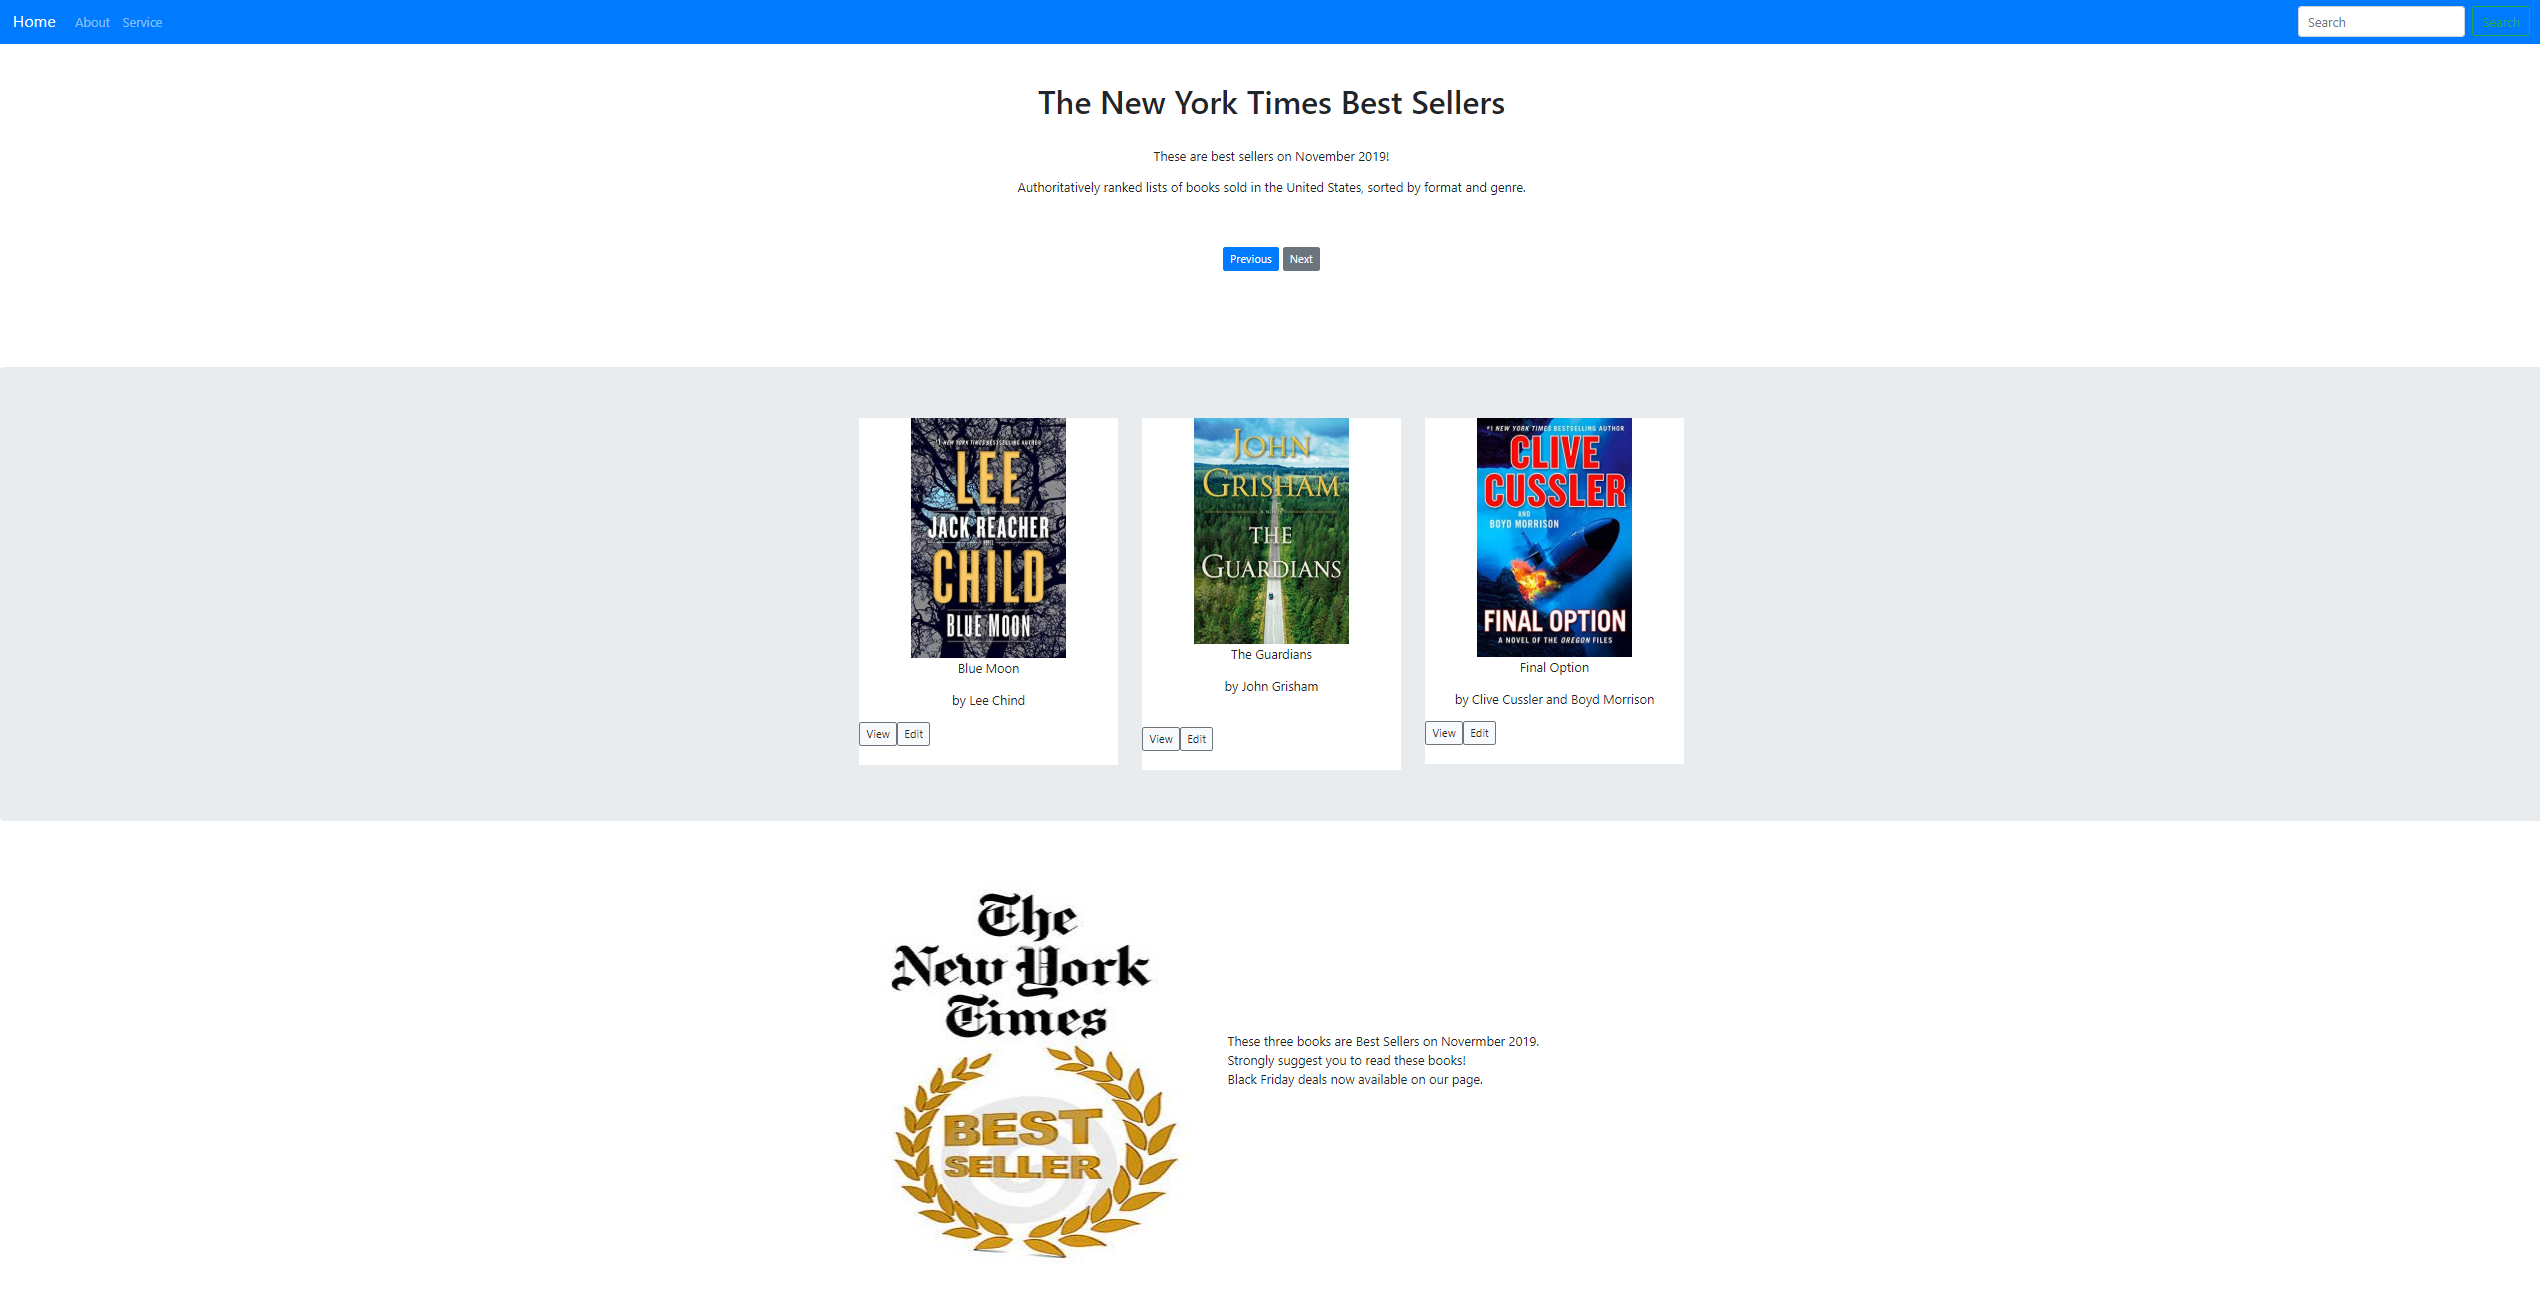 Home About Service Search Search
The New York Times Best Sellers
These are best sellers on November 2019!
Authoritatively ranked lists of books sold in the United States, sorted by format and genre.
Previous Next
#1 NEW YORK TIMES BESTSELLING AUTHOR
LEE
JACK REACHER
CHILD
BLUE MOON
Blue Moon
by Lee Chind
View Edit
JOHN
GRISHAM
A NOVEL
THE
GUARDIANS
The Guardians
by John Grisham
View Edit
#1 NEW YORK TIMES BESTSELLING AUTHOR
CLIVE
CUSSLER
AND
BOYD MORRISON
FINAL OPTION
A NOVEL OF THE OREGON FILES
Final Option
by Clive Cussler and Boyd Morrison
View Edit
The
New York
Times
BEST
SELLER
These three books are Best Sellers on Novermber 2019.
Strongly suggest you to read these books!
Black Friday deals now available on our page.